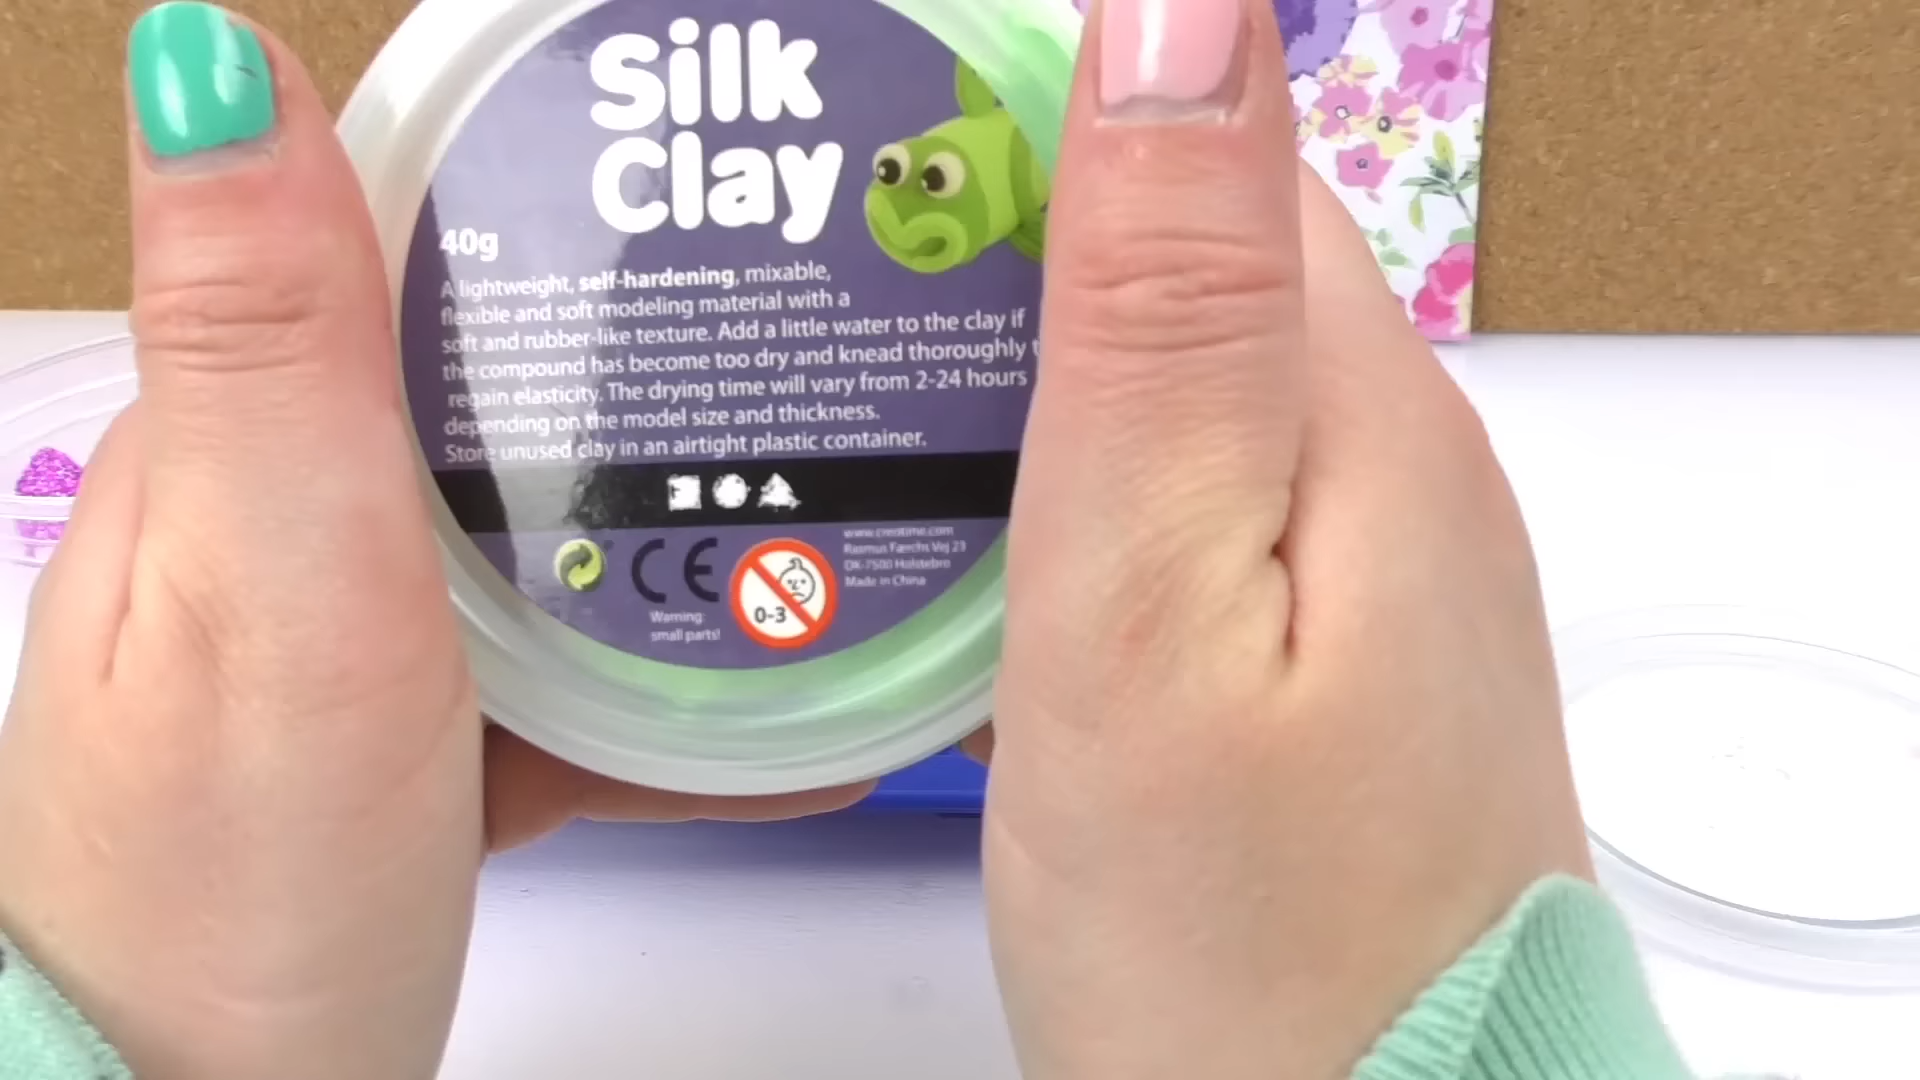 Silk
Clay
40g
A lightweight, self-hardening, mixable,
flexible and soft modeling material with a
soft and rubber-like texture. Add a little water to the clay if
the compound has become too dry and knead thoroughly t
regain elasticity. The drying time will vary from 2-24 hours
depending on the model size and thickness.
Store unused clay in an airtight plastic container.
CE
0-3
Warning:
small parts!
www.creotime.com
Rasmus Færchs Vej 23
DK-7500 Holstebro
Made in China